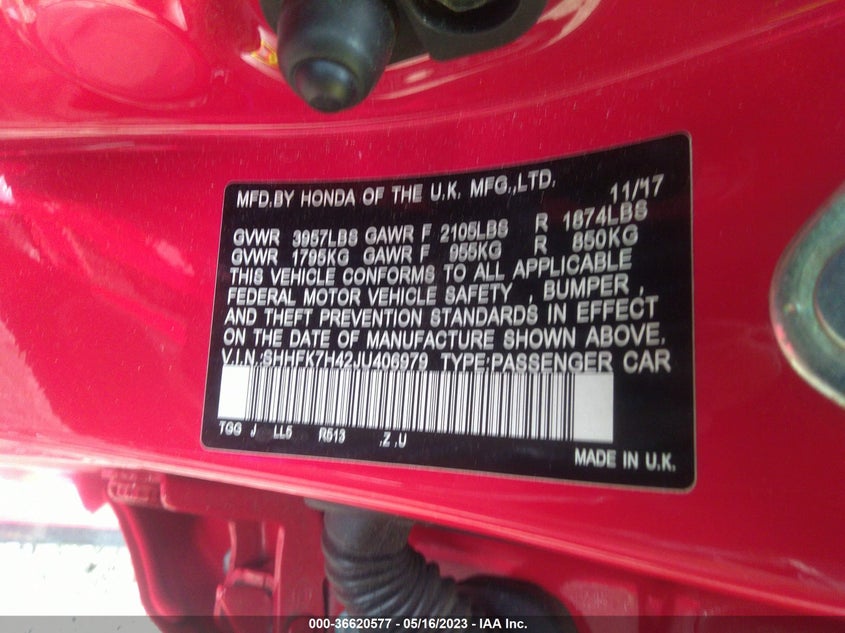 MFD.BY HONDA OF THE U.K. MFG.,LTD. 11/17
GVWR 3957LBS GAWR F 2105LBS R 1874LBS
GVWR 1795KG GAWR F 955KG R 850KG
THIS VEHICLE CONFORMS TO ALL APPLICABLE
FEDERAL MOTOR VEHICLE SAFETY , BUMPER ,
AND THEFT PREVENTION STANDARDS IN EFFECT
ON THE DATE OF MANUFACTURE SHOWN ABOVE.
V.I.N:SHHFK7H42JU406979 TYPE:PASSENGER CAR
TGG J LL5 R513 .Z .U
MADE IN U.K.
000-36620577 — 05/16/2023 — IAA Inc.